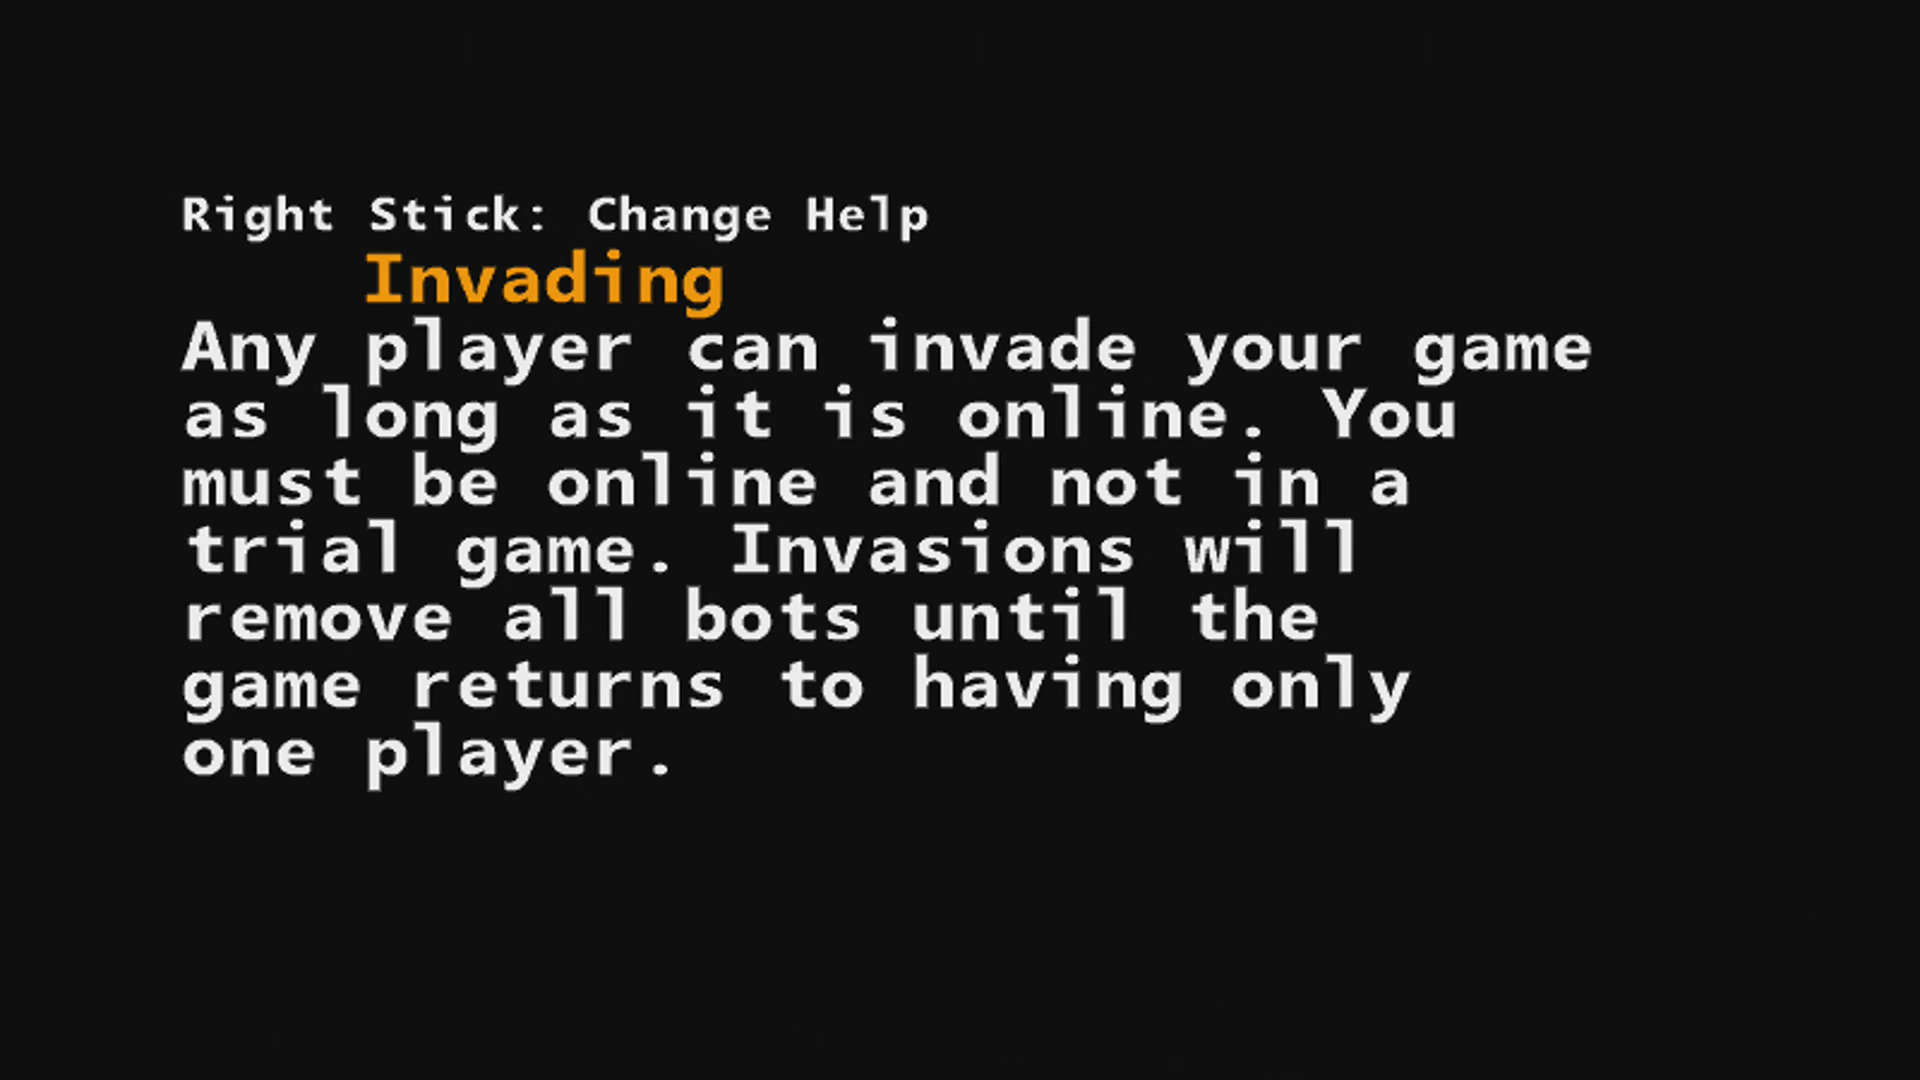 Right Stick: Change Help
Invading
Any player can invade your game
as long as it is online. You
must be online and not in a
trial game. Invasions will
remove all bots until the
game returns to having only
one player.